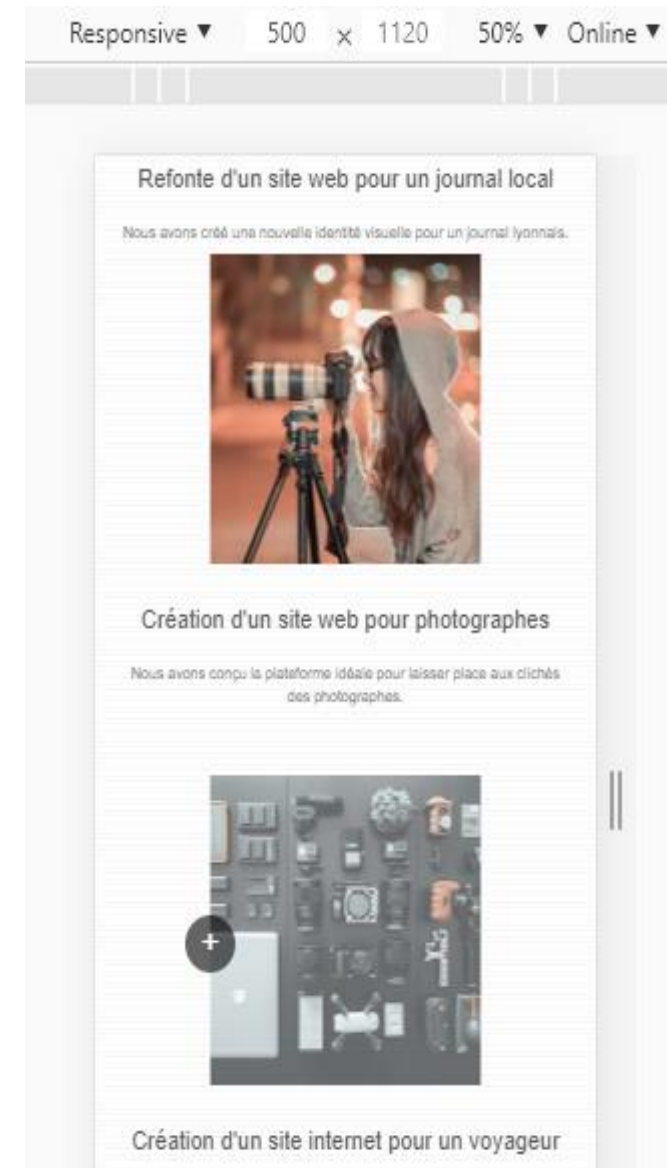 Responsive ▼ 500 × 1120 50% ▼ Online ▼
Refonte d'un site web pour un journal local
Nous avons créé une nouvelle identité visuelle pour un journal lyonnais.
Création d'un site web pour photographes
Nous avons conçu la plateforme idéale pour laisser place aux clichés
des photographes.
+
Création d'un site internet pour un voyageur